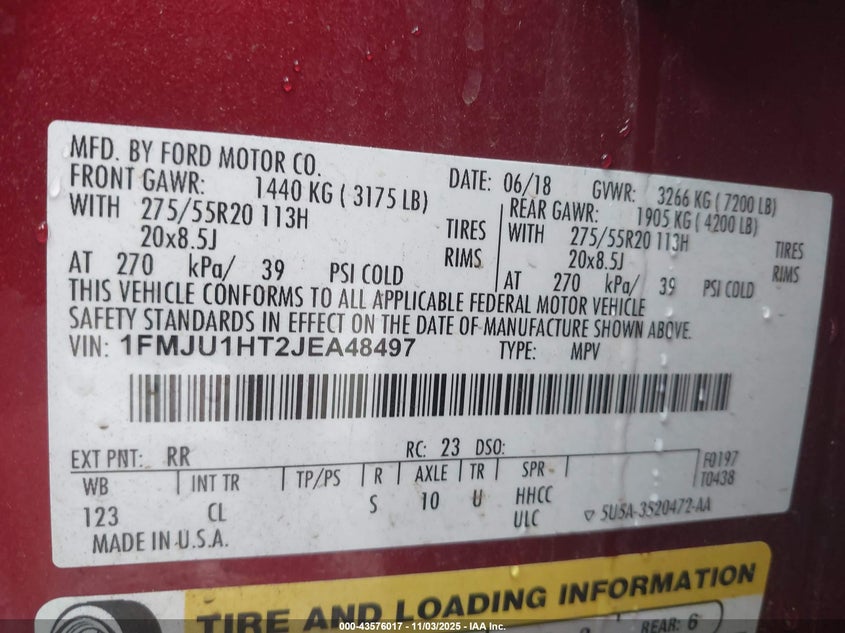 MFD. BY FORD MOTOR CO.
DATE: 06/18 GVWR: 3266 KG ( 7200 LB)
FRONT GAWR: 1440 KG ( 3175 LB)
REAR GAWR: 1905 KG ( 4200 LB)
WITH 275/55R20 113H TIRES
WITH 275/55R20 113H TIRES
20x8.5J RIMS
20x8.5J RIMS
AT 270 kPa/ 39 PSI COLD
AT 270 kPa/ 39 PSI COLD
THIS VEHICLE CONFORMS TO ALL APPLICABLE FEDERAL MOTOR VEHICLE
SAFETY STANDARDS IN EFFECT ON THE DATE OF MANUFACTURE SHOWN ABOVE.
VIN: 1FMJU1HT2JEA48497 TYPE: MPV
EXT PNT: RR RC: 23 DSO:
F0197
T0438
WB INT TR TP/PS R AXLE TR SPR
123 CL S 10 U HHCC
ULC
5U5A-3520472-AA
MADE IN U.S.A.
TIRE AND LOADING INFORMATION
REAR: 6
000-43576017 - 11/03/2025 - IAA Inc.